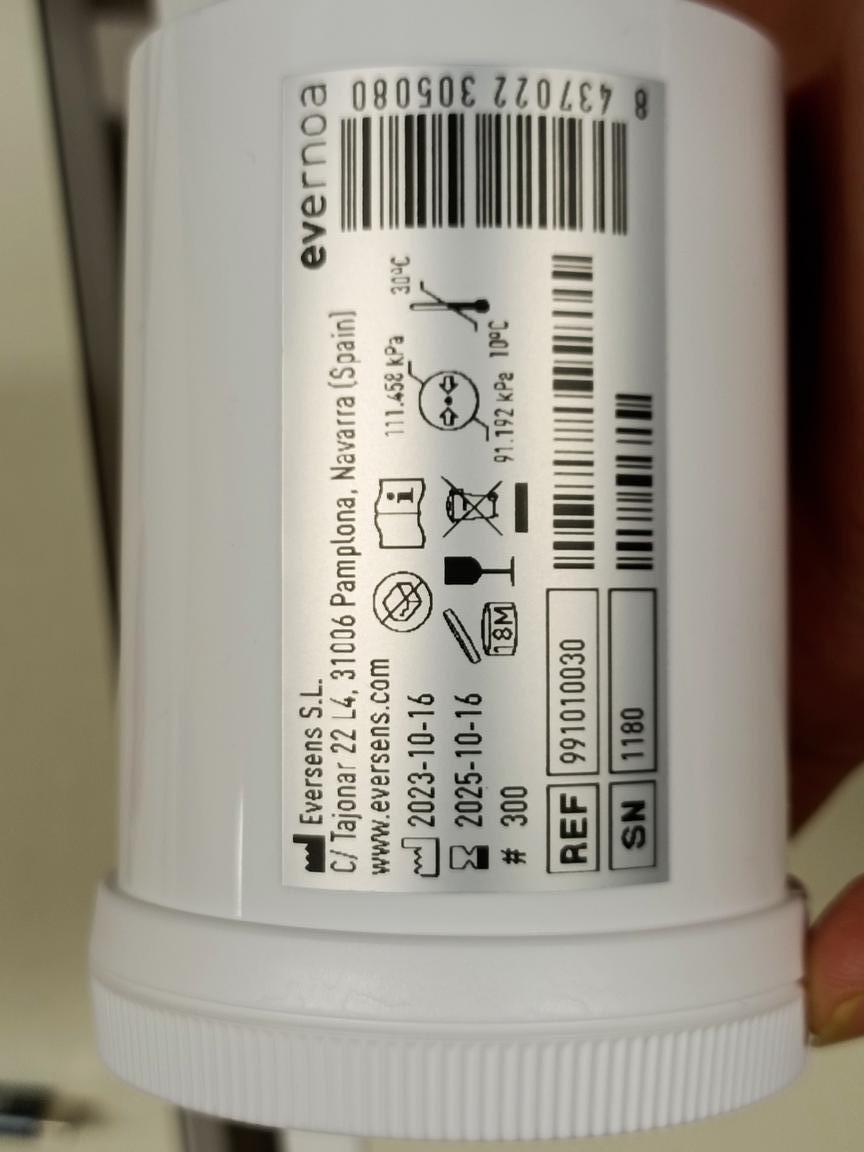 Eversens S.L.
C/ Tajonar 22 L4, 31006 Pamplona, Navarra (Spain)
www.eversens.com
evernoa
2023-10-16
2025-10-16
# 300
18M
111.458 kPa
91.192 kPa
30ºC
10ºC
REF 991010030
SN 1180
8 437022 305080